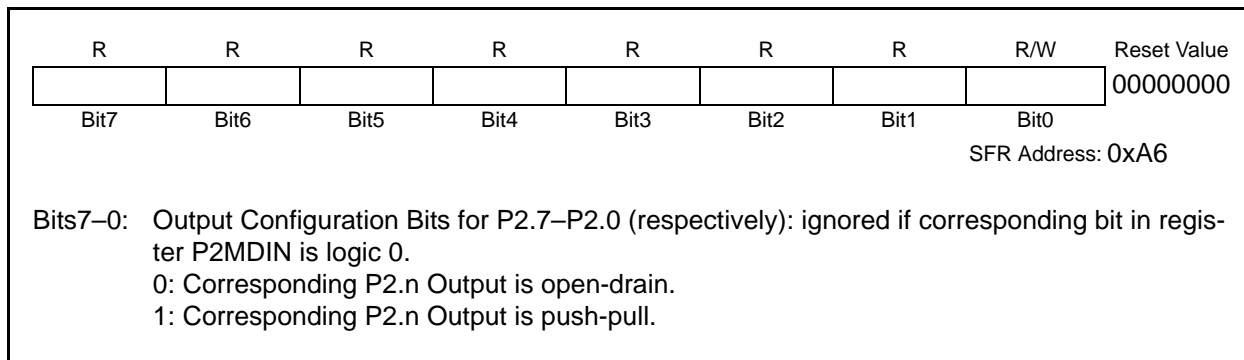 R R R R R R R R/W Reset Value
00000000
Bit7 Bit6 Bit5 Bit4 Bit3 Bit2 Bit1 Bit0
SFR Address: 0xA6
Bits7–0: Output Configuration Bits for P2.7–P2.0 (respectively): ignored if corresponding bit in regis-
ter P2MDIN is logic 0.
0: Corresponding P2.n Output is open-drain.
1: Corresponding P2.n Output is push-pull.